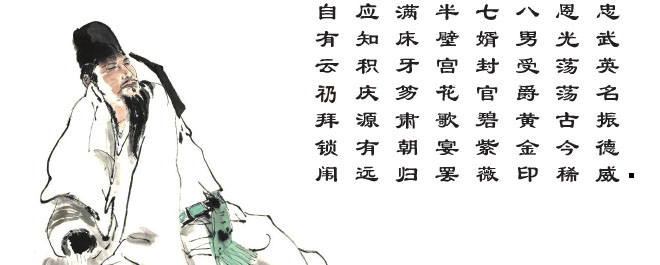 忠武英名振德威
恩光荡荡古今稀
八男受爵黄金印
七婿封官碧紫薇
半壁宫花歌宴罢
满床牙笏肃朝归
应知积庆源有远
自有云礽拜锁闹